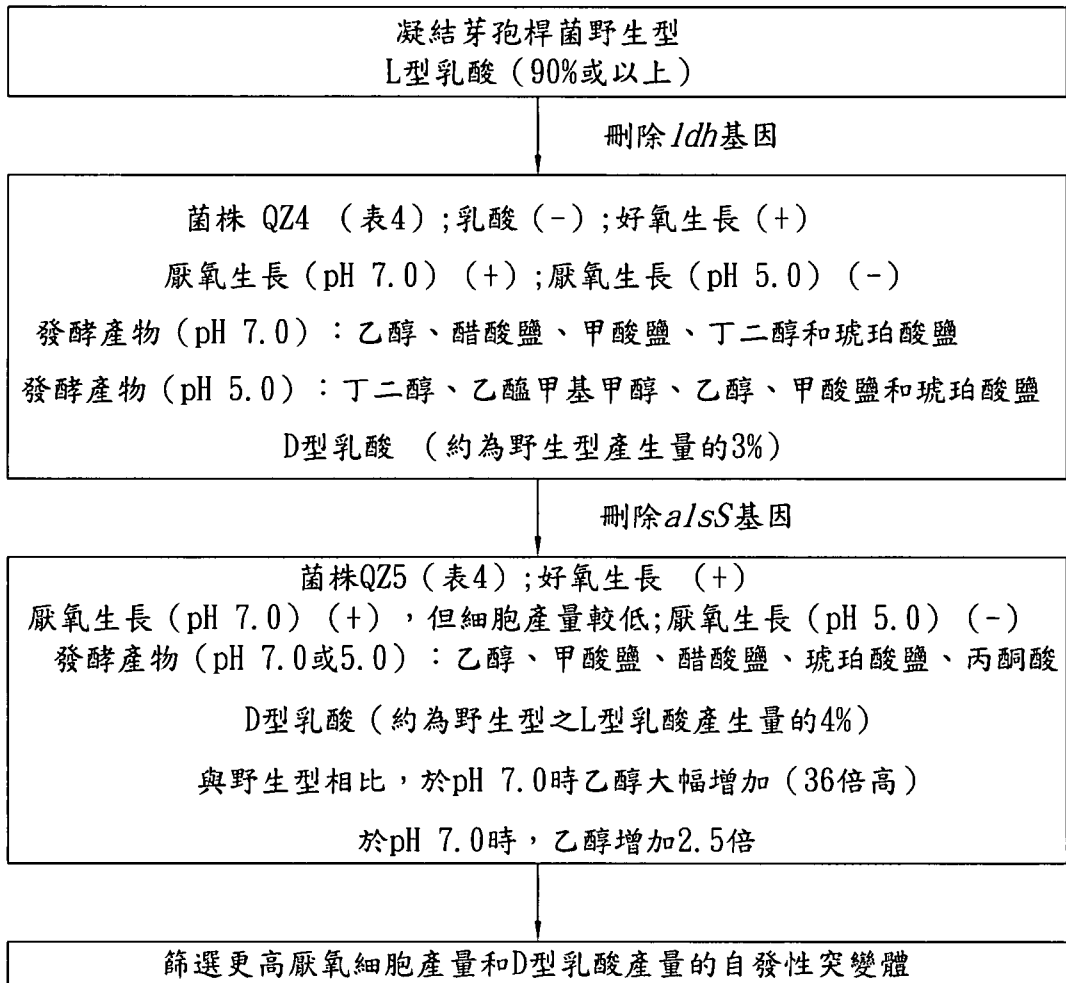 凝結芽孢桿菌野生型
L型乳酸（90%或以上）
刪除ldh基因
菌株 QZ4 （表4）;乳酸（-）;好氧生長（+）
厭氧生長（pH 7.0）（+）;厭氧生長（pH 5.0）（-）
發酵產物（pH 7.0）：乙醇、醋酸鹽、甲酸鹽、丁二醇和琥珀酸鹽
發酵產物（pH 5.0）：丁二醇、乙醯甲基甲醇、乙醇、甲酸鹽和琥珀酸鹽
D型乳酸 （約為野生型產生量的3%）
刪除alsS基因
菌株QZ5（表4）;好氧生長 （+）
厭氧生長（pH 7.0）（+），但細胞產量較低;厭氧生長（pH 5.0）（-）
發酵產物（pH 7.0或5.0）：乙醇、甲酸鹽、醋酸鹽、琥珀酸鹽、丙酮酸
D型乳酸（約為野生型之L型乳酸產生量的4%）
與野生型相比，於pH 7.0時乙醇大幅增加（36倍高）
於pH 7.0時，乙醇增加2.5倍
篩選更高厭氧細胞產量和D型乳酸產量的自發性突變體